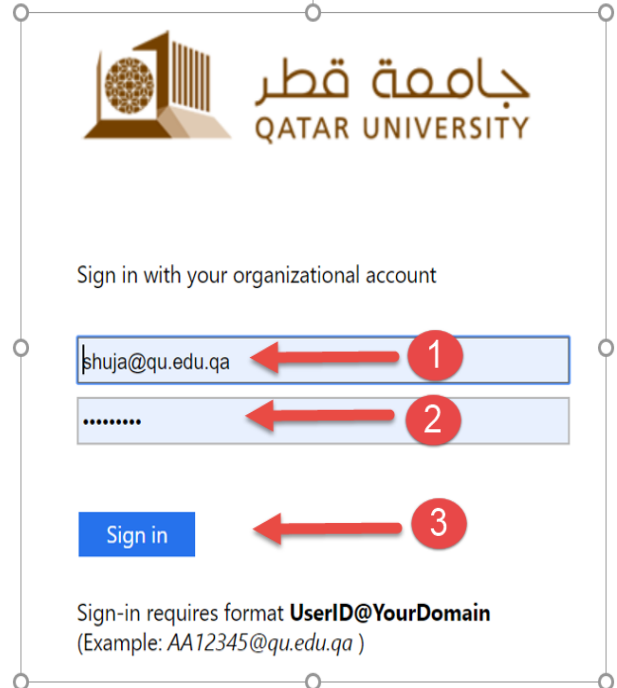 جامعة قطر
QATAR UNIVERSITY
Sign in with your organizational account
shuja@qu.edu.qa
1
•••••••••
2
Sign in
3
Sign-in requires format UserID@YourDomain
(Example: AA12345@qu.edu.qa )